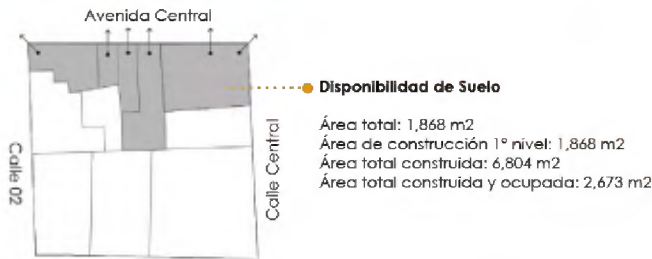 Avenida Central
Disponibilidad de Suelo
Área total: 1,868 m2
Área de construcción 1º nivel: 1,868 m2
Área total construida: 6,804 m2
Área total construida y ocupada: 2,673 m2
Calle 02
Calle Central